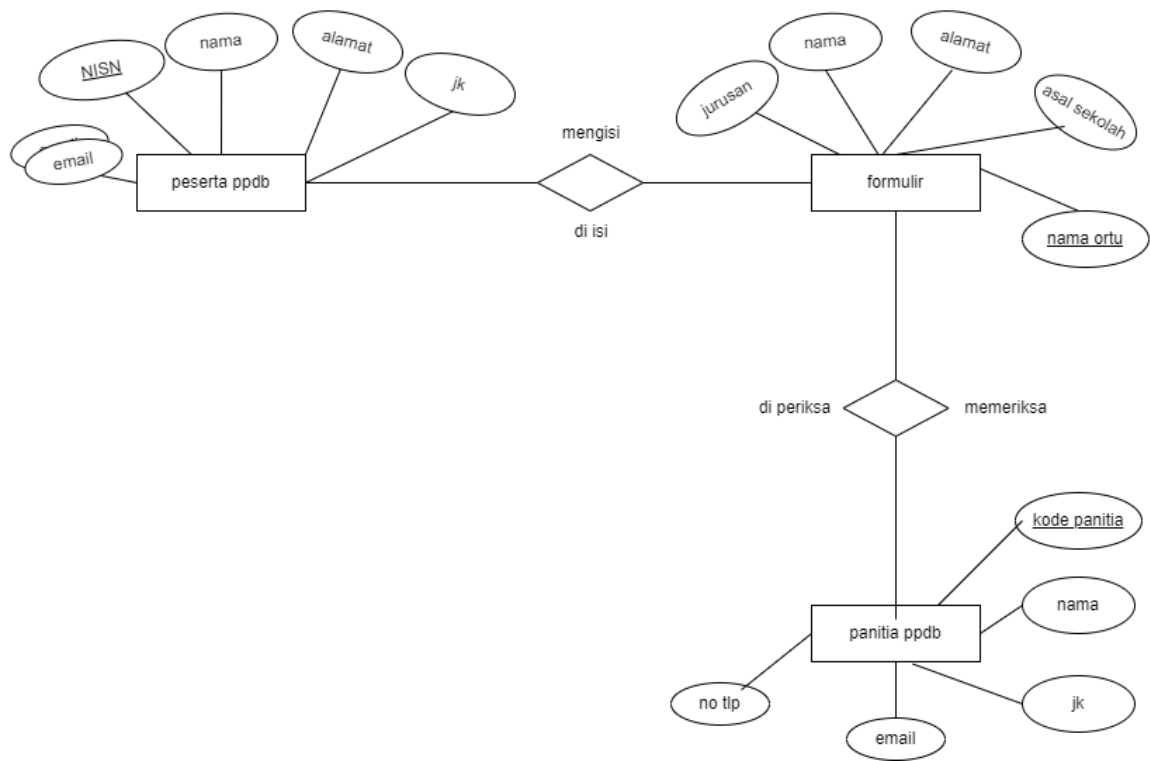 NISN
nama
alamat
jk
email
peserta ppdb
mengisi
di isi
jurusan
nama
alamat
asal sekolah
formulir
nama ortu
di periksa
memeriksa
kode panitia
nama
panitia ppdb
no tlp
jk
email